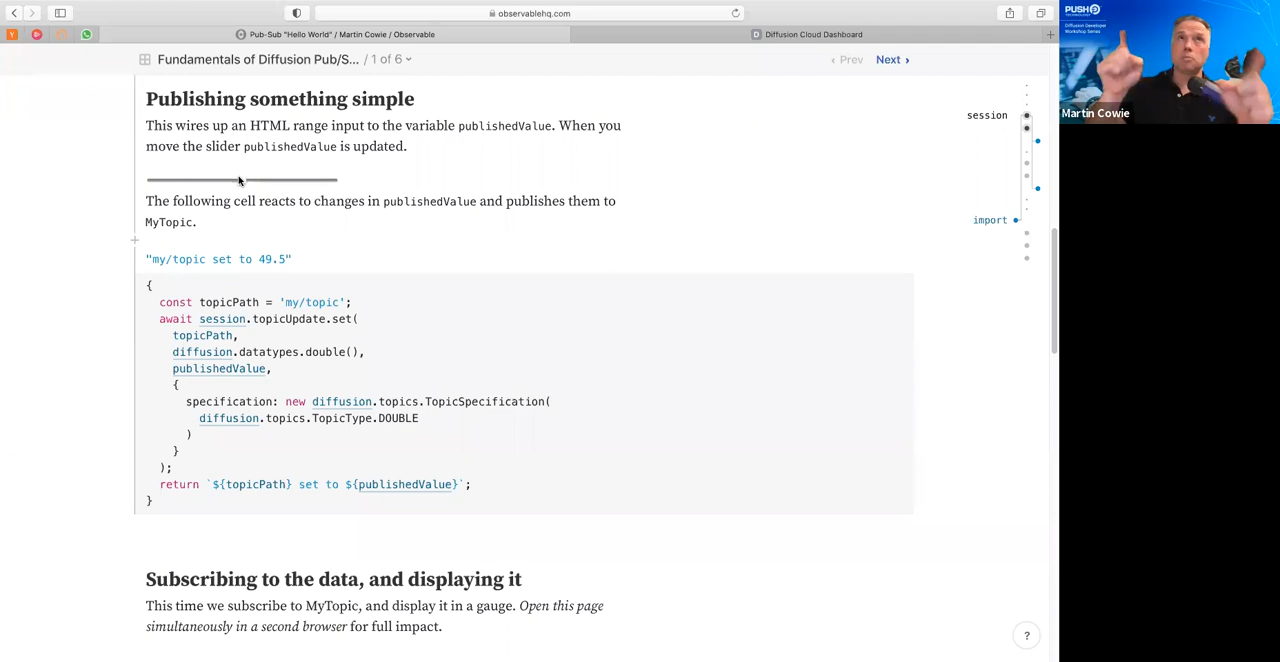 observablehq.com
Pub-Sub "Hello World" / Martin Cowie / Observable
Diffusion Cloud Dashboard
Fundamentals of Diffusion Pub/S... / 1 of 6
Prev
Next
Publishing something simple
This wires up an HTML range input to the variable publishedValue. When you
move the slider publishedValue is updated.
The following cell reacts to changes in publishedValue and publishes them to
MyTopic.
"my/topic set to 49.5"
{
const topicPath = 'my/topic';
await session.topicUpdate.set(
topicPath,
diffusion.datatypes.double(),
publishedValue,
{
specification: new diffusion.topics.TopicSpecification(
diffusion.topics.TopicType.DOUBLE
)
}
);
return `${topicPath} set to ${publishedValue}`;
}
Subscribing to the data, and displaying it
This time we subscribe to MyTopic, and display it in a gauge. Open this page
simultaneously in a second browser for full impact.
session
import
?
PUSH
TECHNOLOGY
Diffusion Developer
Workshop Series
Martin Cowie